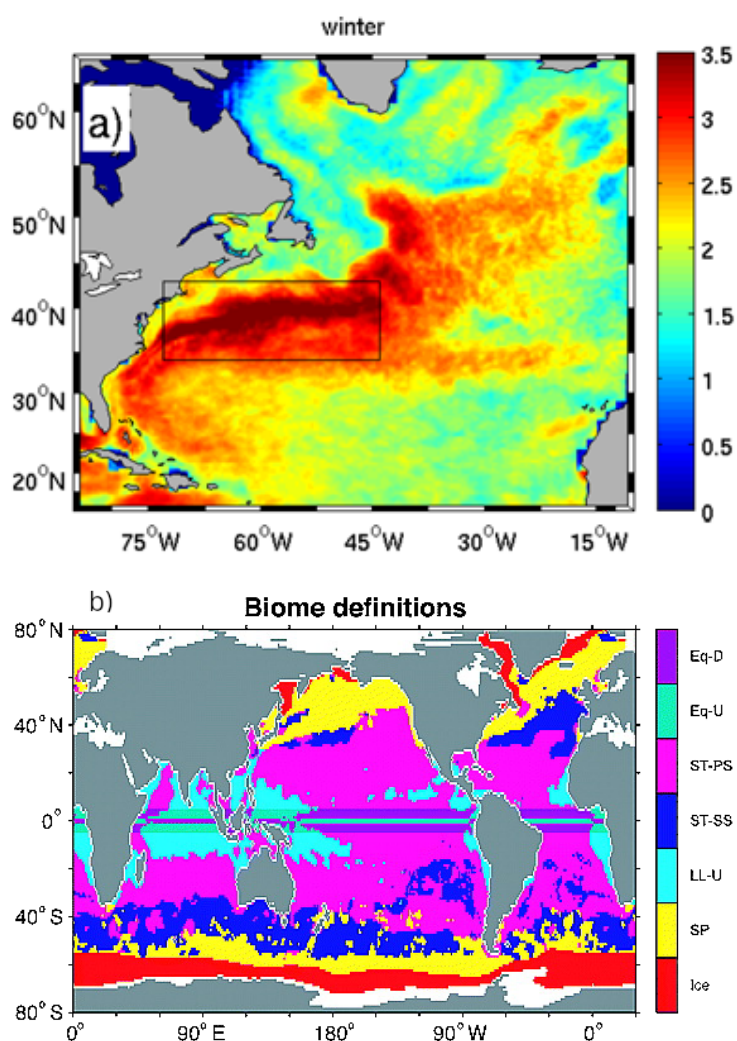 winter
a)
60°N
50°N
40°N
30°N
20°N
75°W
60°W
45°W
30°W
15°W
3.5
3
2.5
2
1.5
1
0.5
0
b)
Biome definitions
80° N
40° N
0°
40° S
80° S
0°
90° E
180°
90° W
0°
Eq-D
Eq-U
ST-PS
ST-SS
LL-U
SP
Ice